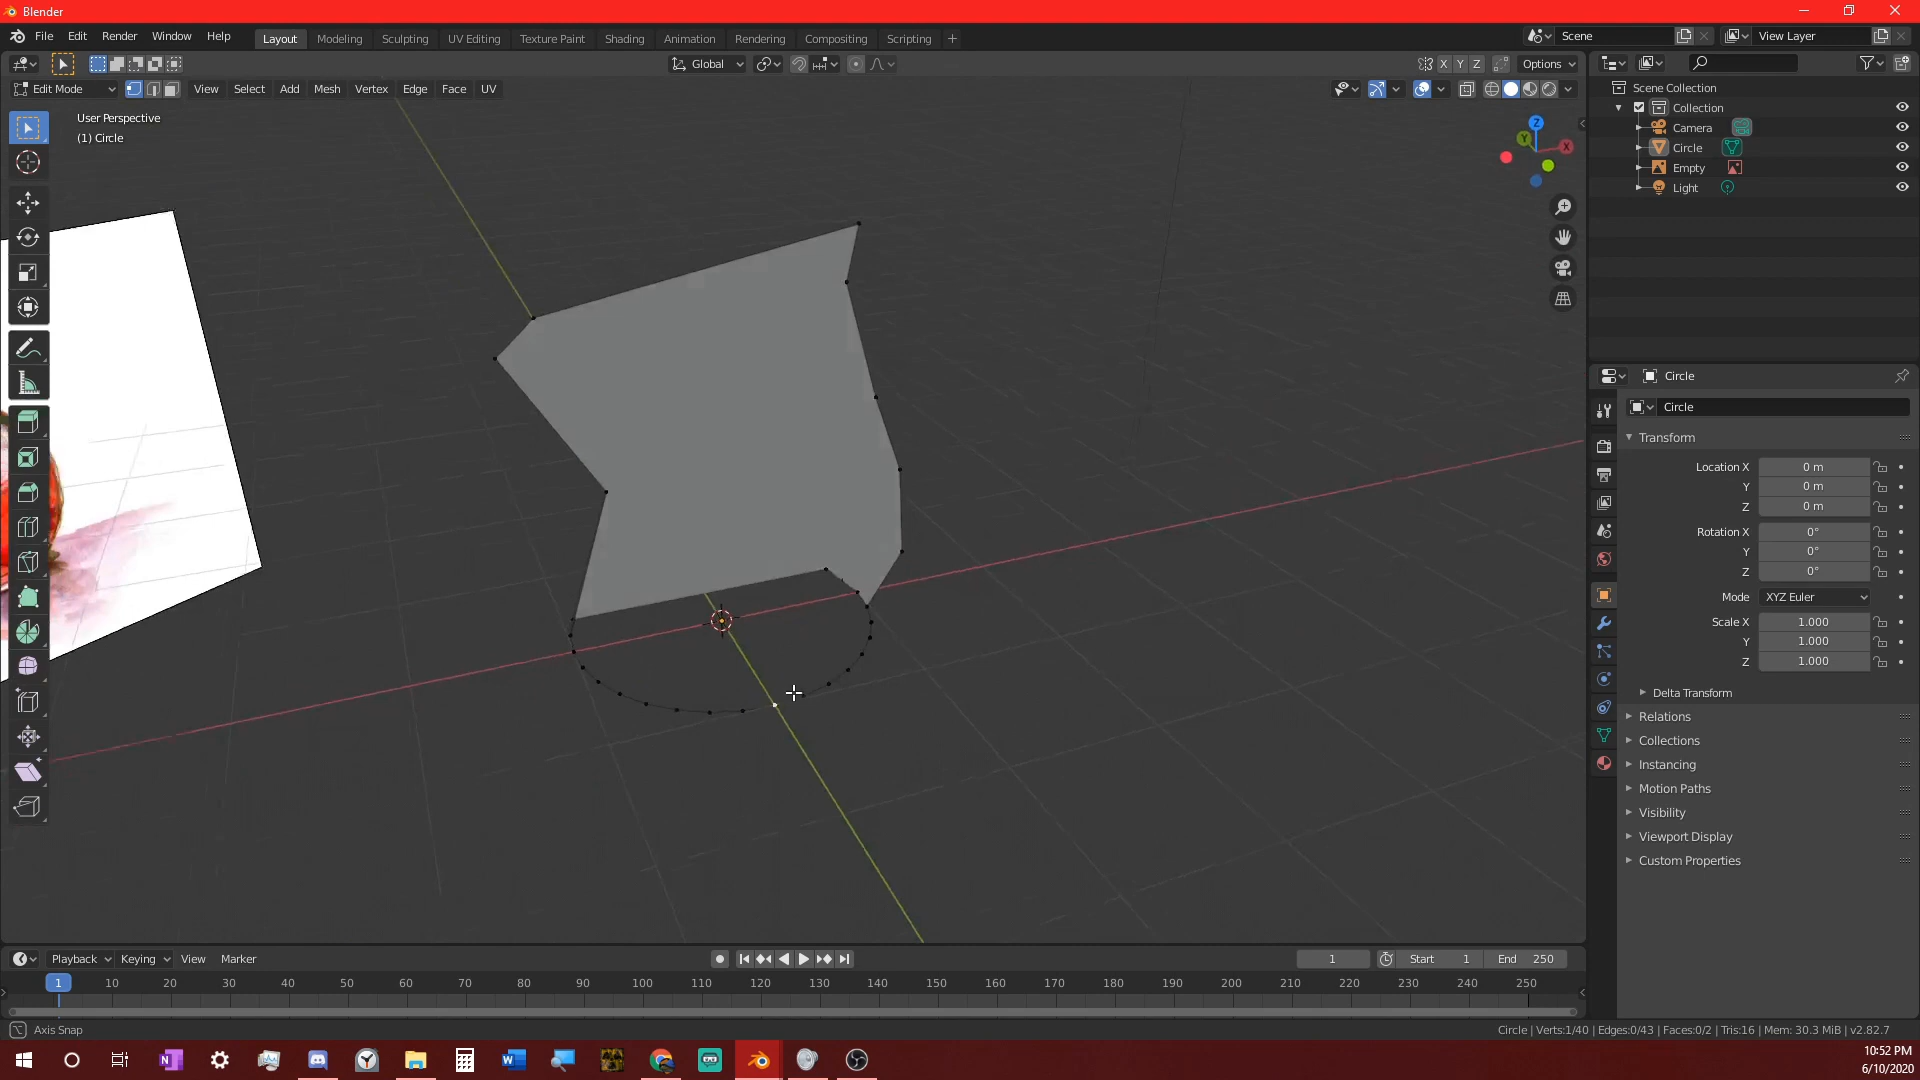 Blender
File Edit Render Window Help Layout Modeling Sculpting UV Editing Texture Paint Shading Animation Rendering Compositing Scripting + Scene View Layer
Global X Y Z Options
Edit Mode View Select Add Mesh Vertex Edge Face UV
User Perspective
(1) Circle
Z
Y
X
Scene Collection
Collection
Camera
Circle
Empty
Light
Circle
Circle
Transform
Location X 0 m
Y 0 m
Z 0 m
Rotation X 0°
Y 0°
Z 0°
Mode XYZ Euler
Scale X 1.000
Y 1.000
Z 1.000
Delta Transform
Relations
Collections
Instancing
Motion Paths
Visibility
Viewport Display
Custom Properties
Playback Keying View Marker 1 Start 1 End 250
1 10 20 30 40 50 60 70 80 90 100 110 120 130 140 150 160 170 180 190 200 210 220 230 240 250
Axis Snap Circle | Verts:1/40 | Edges:0/43 | Faces:0/2 | Tris:16 | Mem: 30.3 MiB | v2.82.7
10:52 PM
6/10/2020